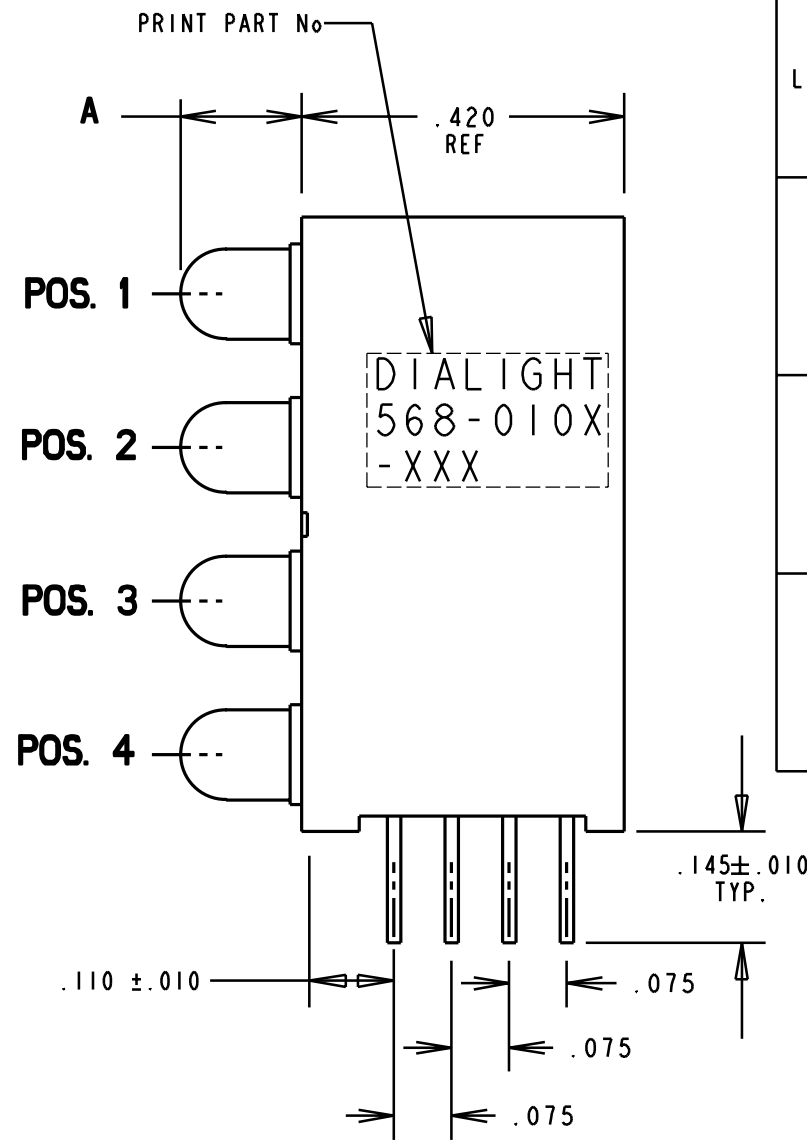 PRINT PART No
L
A
.420
REF
POS. 1
DIALIGHT
568-010X
-XXX
POS. 2
POS. 3
POS. 4
.145±.010
TYP.
.110 ±.010
.075
.075
.075